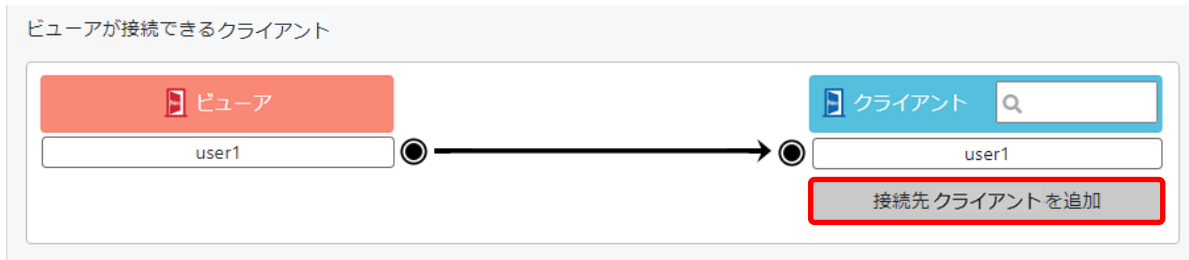 ビューアが接続できるクライアント
ビューア
クライアント
user1
user1
接続先クライアントを追加